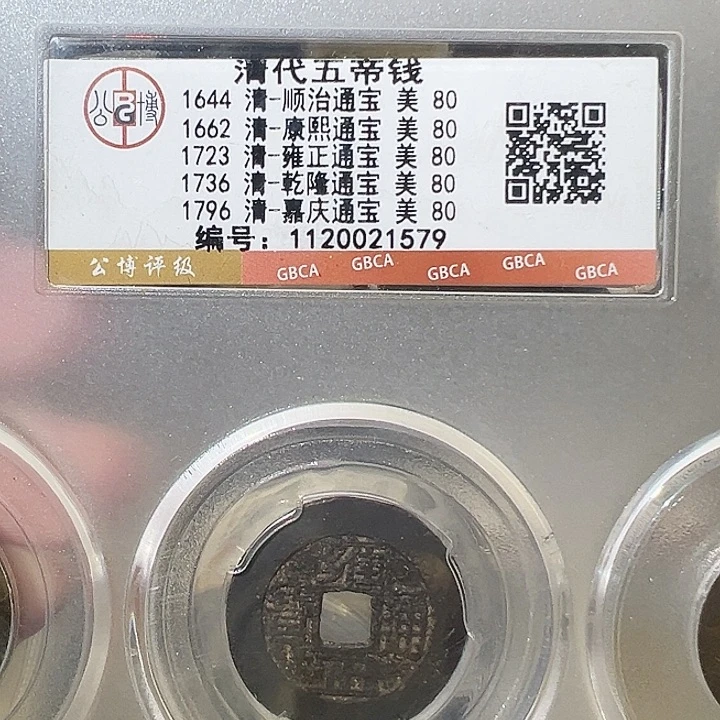 清代五帝钱
1644 清-顺治通宝 美 80
1662 清-康熙通宝 美 80
1723 清-雍正通宝 美 80
1736 清-乾隆通宝 美 80
1796 清-嘉庆通宝 美 80
编号：1120021579
公 博
公博评级
GBCA GBCA GBCA GBCA GBCA
雍